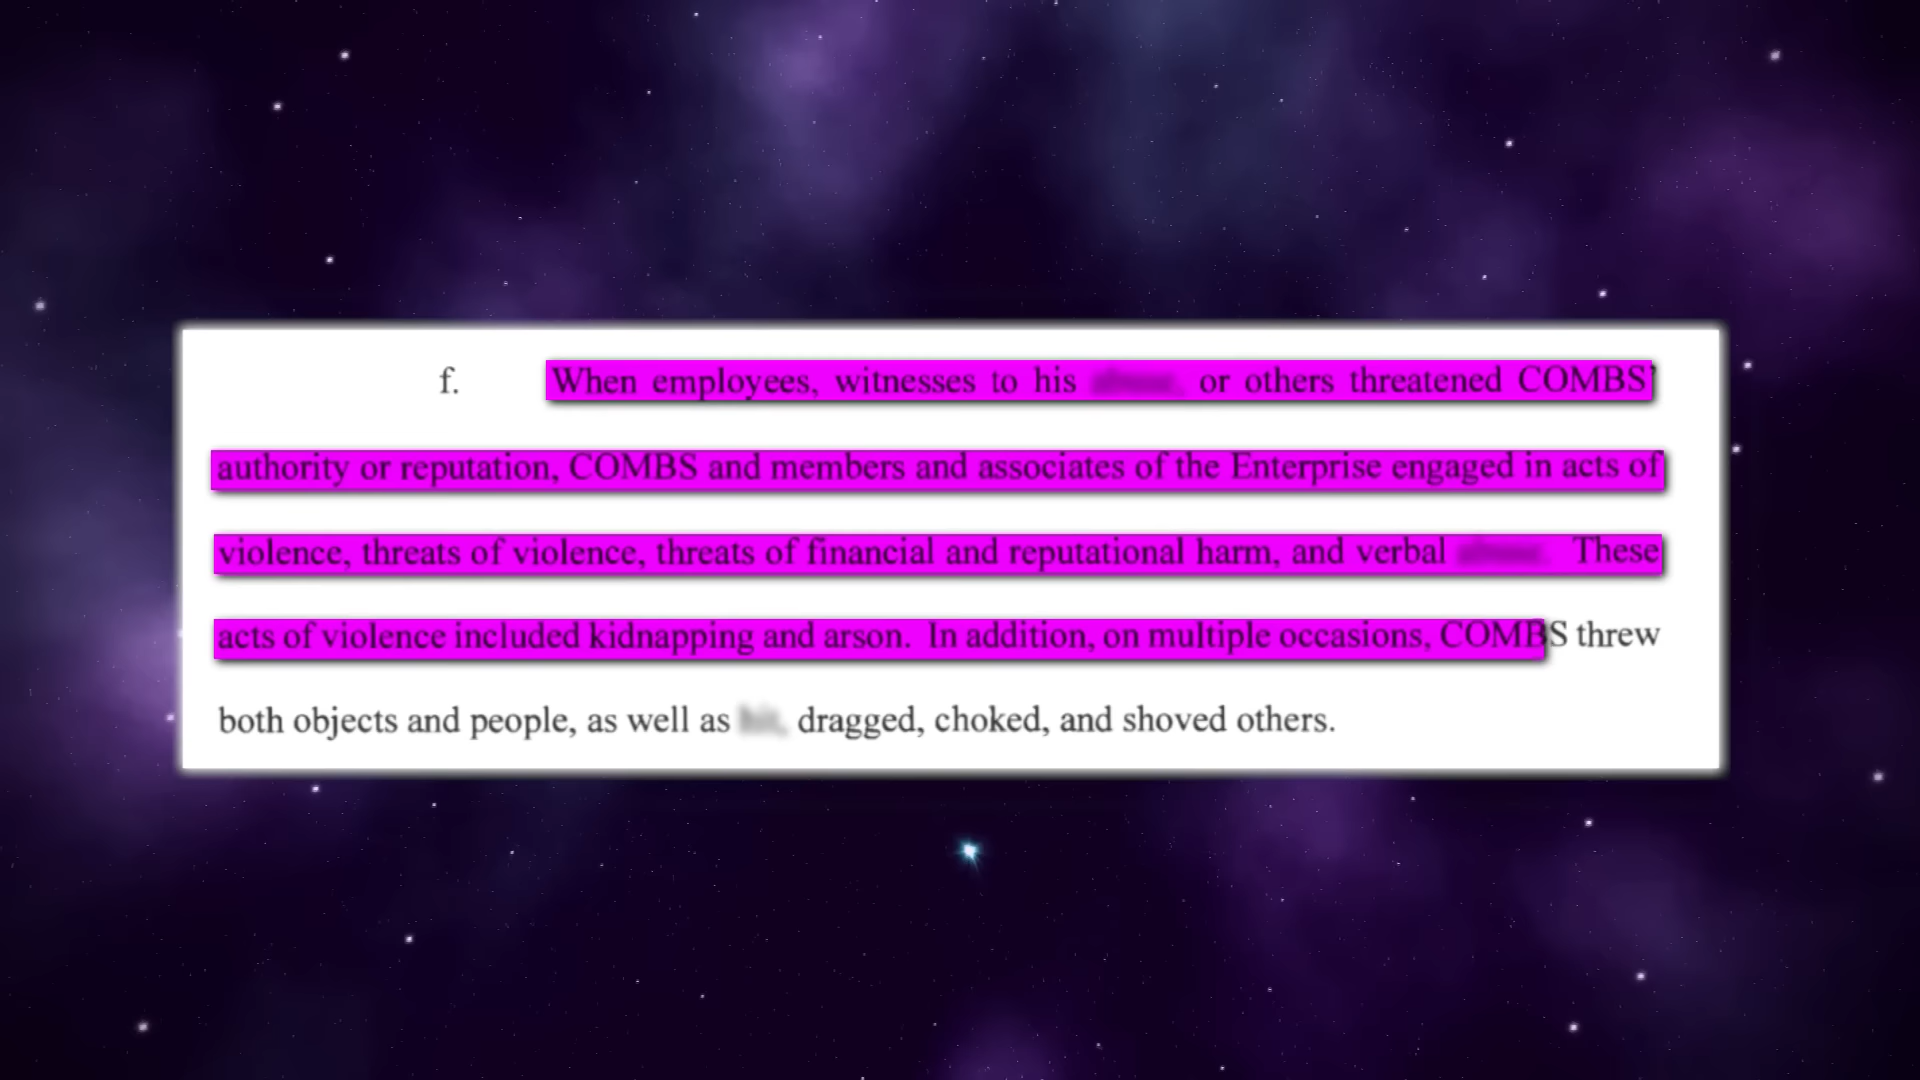 f. When employees, witnesses to his or others threatened COMBS'
authority or reputation, COMBS and members and associates of the Enterprise engaged in acts of
violence, threats of violence, threats of financial and reputational harm, and verbal These
acts of violence included kidnapping and arson. In addition, on multiple occasions, COMBS threw
both objects and people, as well as dragged, choked, and shoved others.